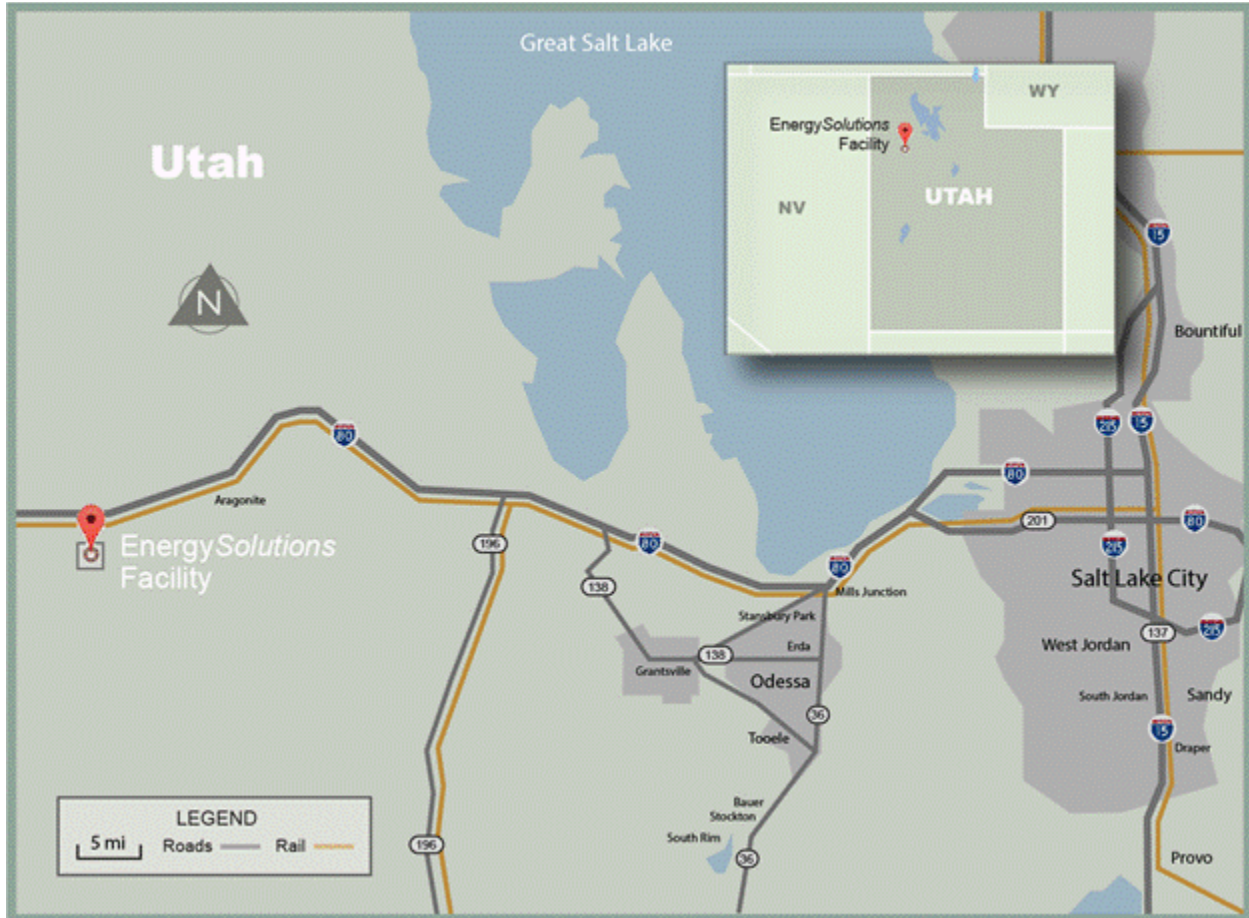 Great Salt Lake
Utah
N
WY
EnergySolutions
Facility
NV
UTAH
15
Bountiful
80
215
15
80
Aragonite
201
80
EnergySolutions
Facility
196
80
215
138
80
Salt Lake City
Mills Junction
Stansbury Park
137
215
Erda
West Jordan
138
Grantsville
Odessa
South Jordan
Sandy
36
15
Tooele
Draper
Bauer
Stockton
South Rim
LEGEND
5 mi
Roads
Rail
196
36
Provo